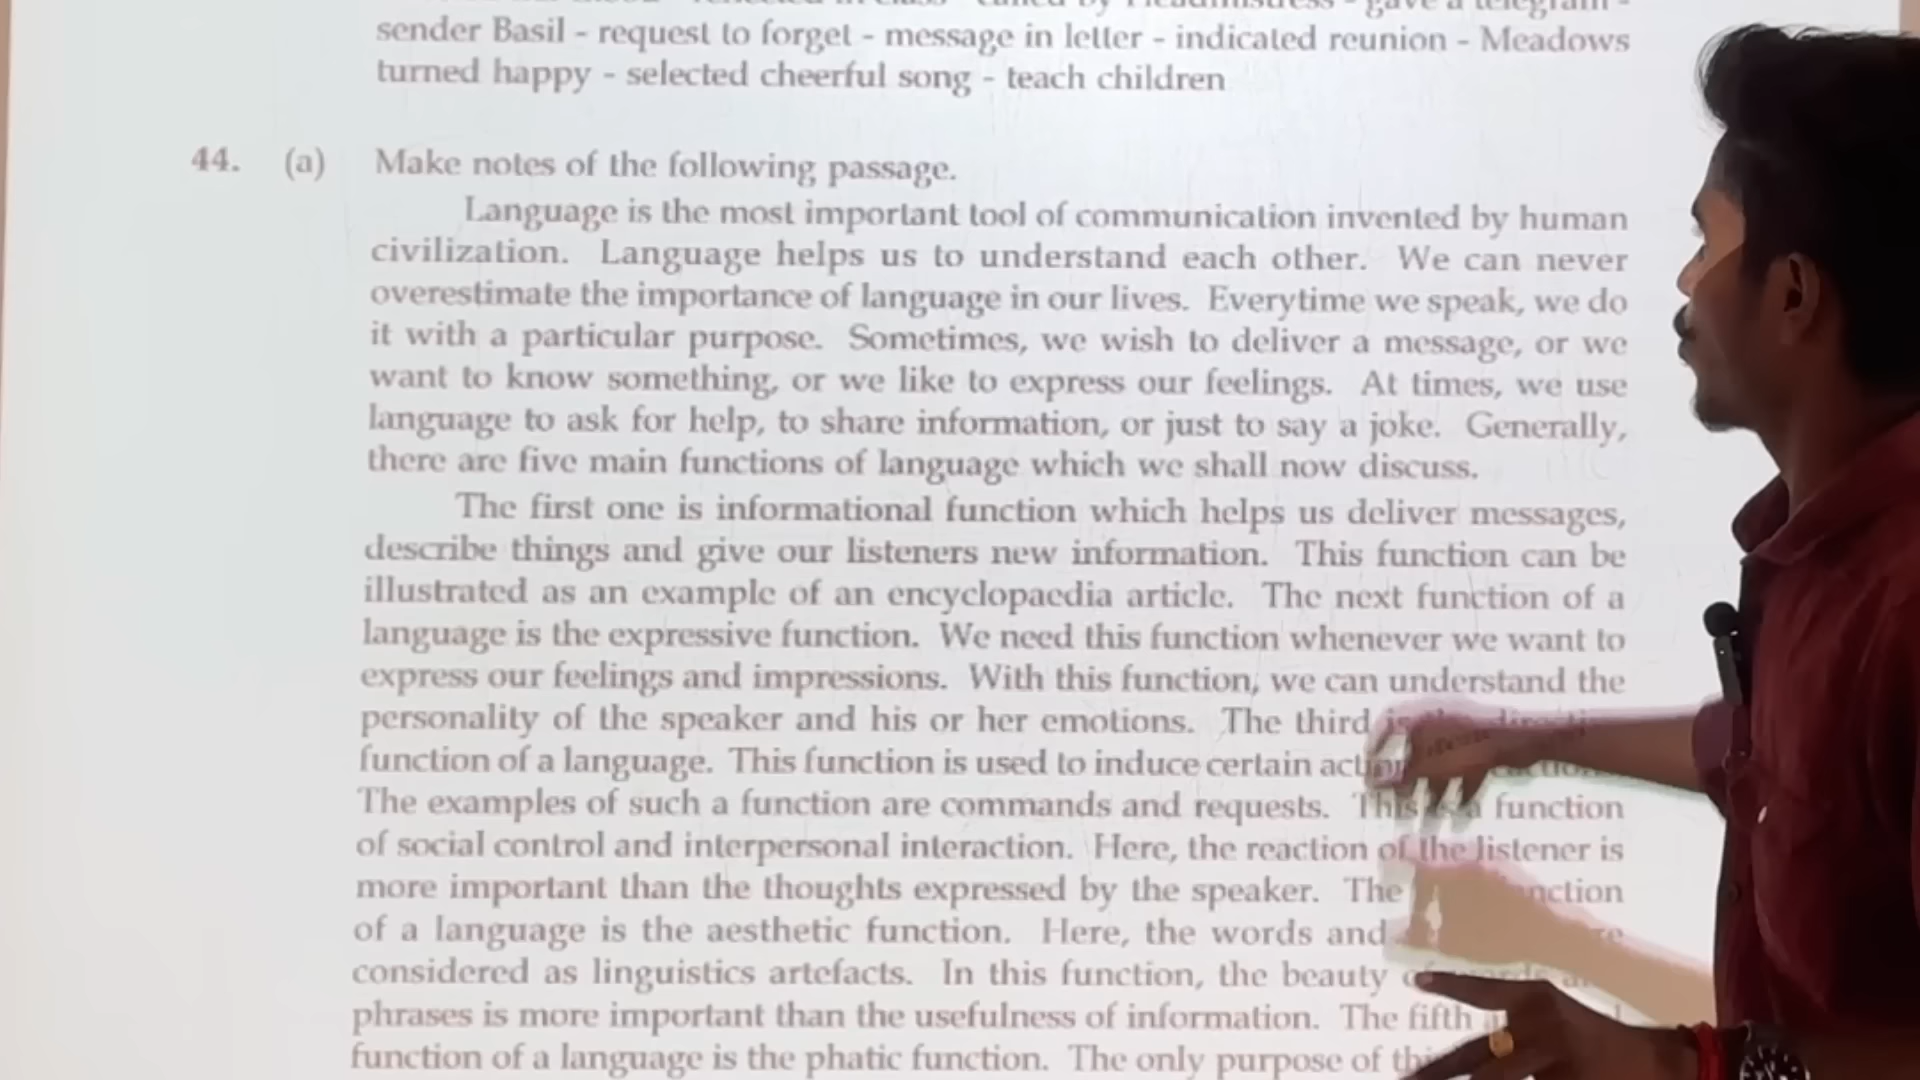 sender Basil - request to forget - message in letter - indicated reunion - Meadows
turned happy - selected cheerful song - teach children
44. (a) Make notes of the following passage.
Language is the most important tool of communication invented by human
civilization. Language helps us to understand each other. We can never
overestimate the importance of language in our lives. Everytime we speak, we do
it with a particular purpose. Sometimes, we wish to deliver a message, or we
want to know something, or we like to express our feelings. At times, we use
language to ask for help, to share information, or just to say a joke. Generally,
there are five main functions of language which we shall now discuss.
The first one is informational function which helps us deliver messages,
describe things and give our listeners new information. This function can be
illustrated as an example of an encyclopaedia article. The next function of a
language is the expressive function. We need this function whenever we want to
express our feelings and impressions. With this function, we can understand the
personality of the speaker and his or her emotions. The third is the
function of a language. This function is used to induce certain
The examples of such a function are commands and requests. This is a function
of social control and interpersonal interaction. Here, the reaction of the listener is
more important than the thoughts expressed by the speaker. The
of a language is the aesthetic function. Here, the words and
considered as linguistics artefacts. In this function, the beauty
phrases is more important than the usefulness of information. The fifth
function of a language is the phatic function. The only purpose of